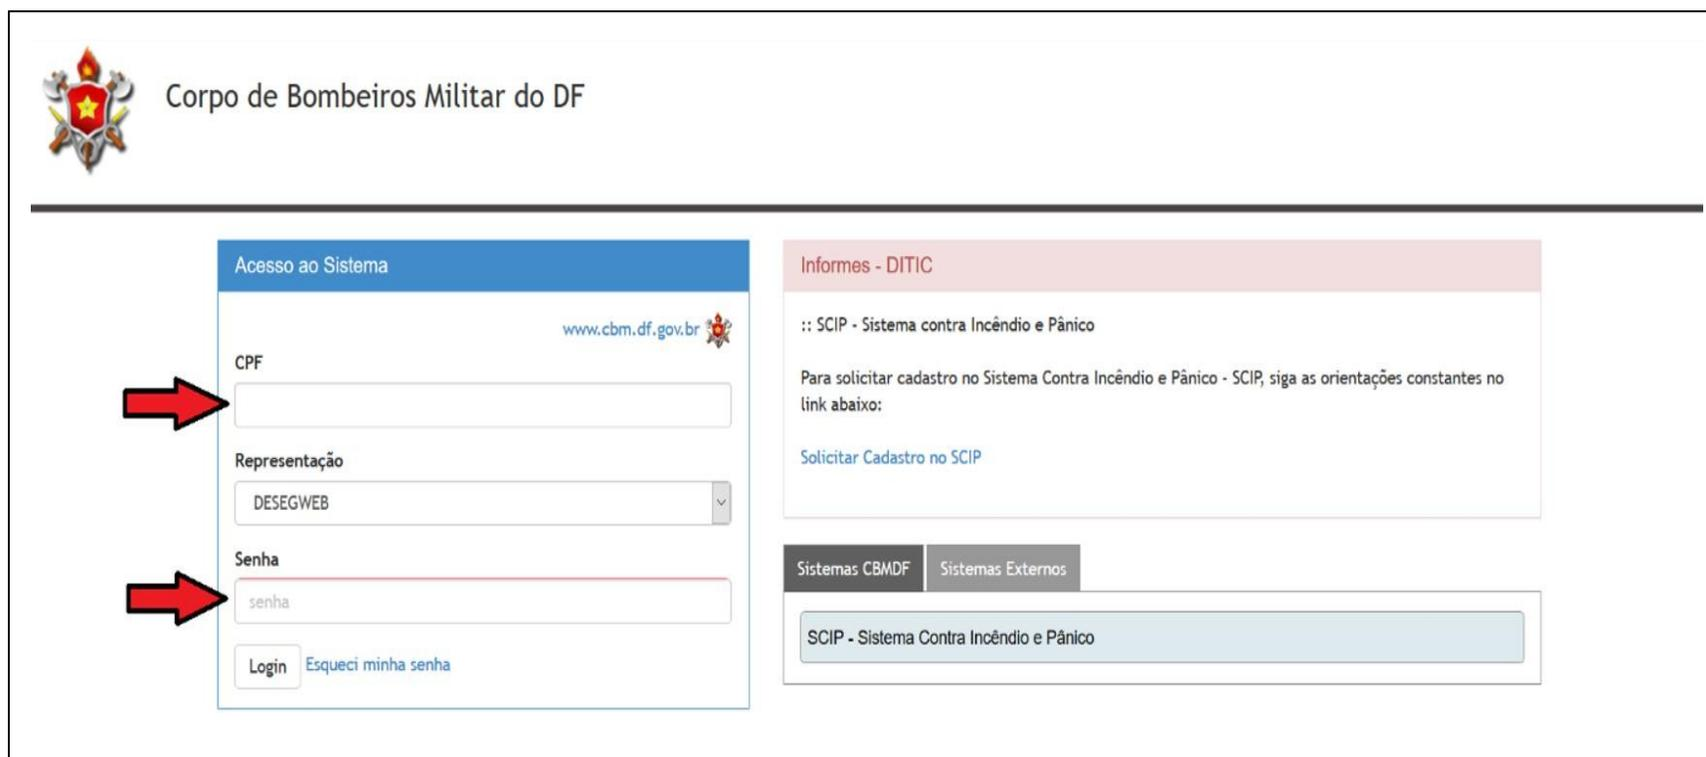 Corpo de Bombeiros Militar do DF
Acesso ao Sistema
www.cbm.df.gov.br
CPF
Representação
DESEGWEB
Senha
senha
Login Esqueci minha senha
Informes - DITIC
:: SCIP - Sistema contra Incêndio e Pânico
Para solicitar cadastro no Sistema Contra Incêndio e Pânico - SCIP, siga as orientações constantes no
link abaixo:
Solicitar Cadastro no SCIP
Sistemas CBMDF Sistemas Externos
SCIP - Sistema Contra Incêndio e Pânico